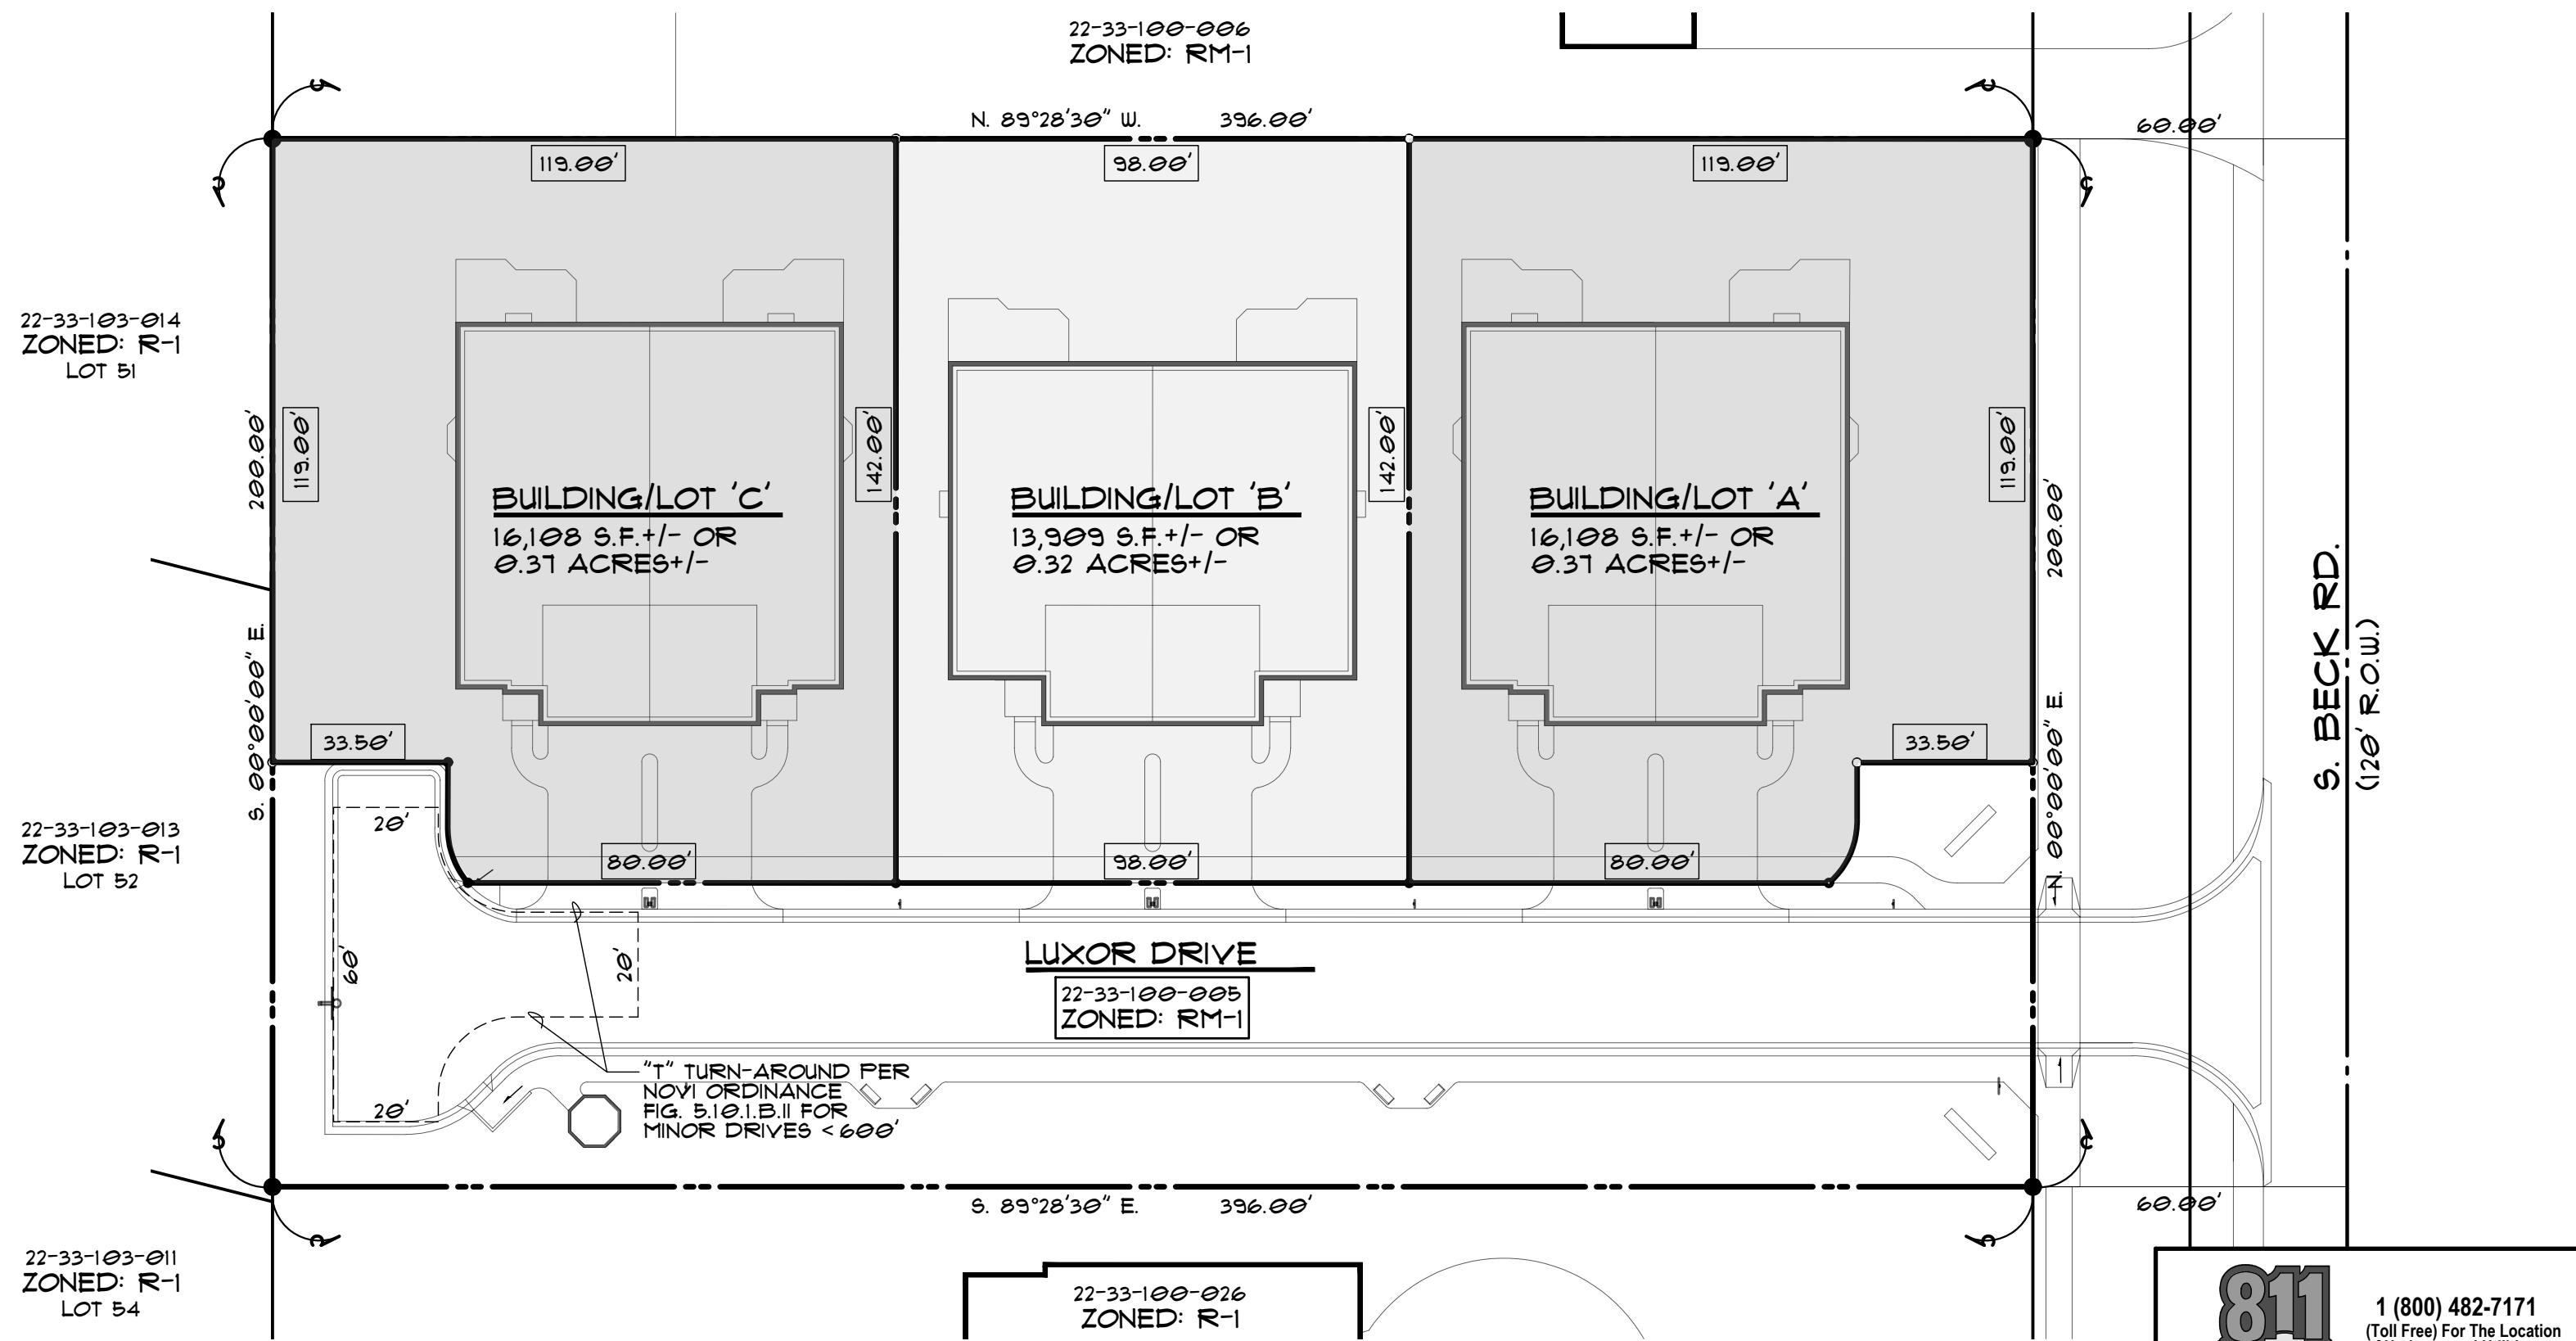 22-33-100-006
ZONED: RM-1
N. 89°28'30" W. 396.00'
60.00'
119.00'
98.00'
119.00'
22-33-103-014
ZONED: R-1
LOT 51
200.00'
119.00'
142.00'
142.00'
119.00'
200.00'
BUILDING/LOT 'C'
16,108 S.F.+/- OR
0.37 ACRES+/-
BUILDING/LOT 'B'
13,909 S.F.+/- OR
0.32 ACRES+/-
BUILDING/LOT 'A'
16,108 S.F.+/- OR
0.37 ACRES+/-
S. BECK RD.
(120' R.O.W.)
S. 00°00'00" E.
N. 00°00'00" E.
33.50'
33.50'
22-33-103-013
ZONED: R-1
LOT 52
20'
80.00'
98.00'
80.00'
60'
20'
LUXOR DRIVE
22-33-100-005
ZONED: RM-1
20'
"T" TURN-AROUND PER
NOVI ORDINANCE
FIG. 5.10.1.B.II FOR
MINOR DRIVES <600'
S. 89°28'30" E. 396.00'
60.00'
22-33-103-011
ZONED: R-1
LOT 54
22-33-100-026
ZONED: R-1
811
1 (800) 482-7171
(Toll Free) For The Location